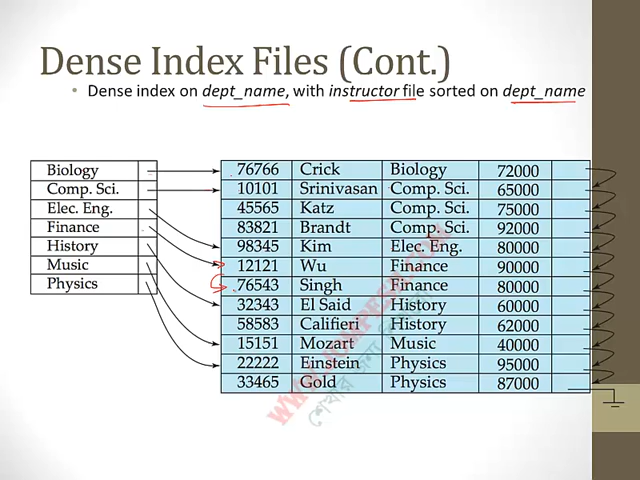 Dense Index Files (Cont.)
• Dense index on dept_name, with instructor file sorted on dept_name
Biology
Comp. Sci.
Elec. Eng.
Finance
History
Music
Physics
76766 Crick Biology 72000
10101 Srinivasan Comp. Sci. 65000
45565 Katz Comp. Sci. 75000
83821 Brandt Comp. Sci. 92000
98345 Kim Elec. Eng. 80000
12121 Wu Finance 90000
76543 Singh Finance 80000
32343 El Said History 60000
58583 Califieri History 62000
15151 Mozart Music 40000
22222 Einstein Physics 95000
33465 Gold Physics 87000